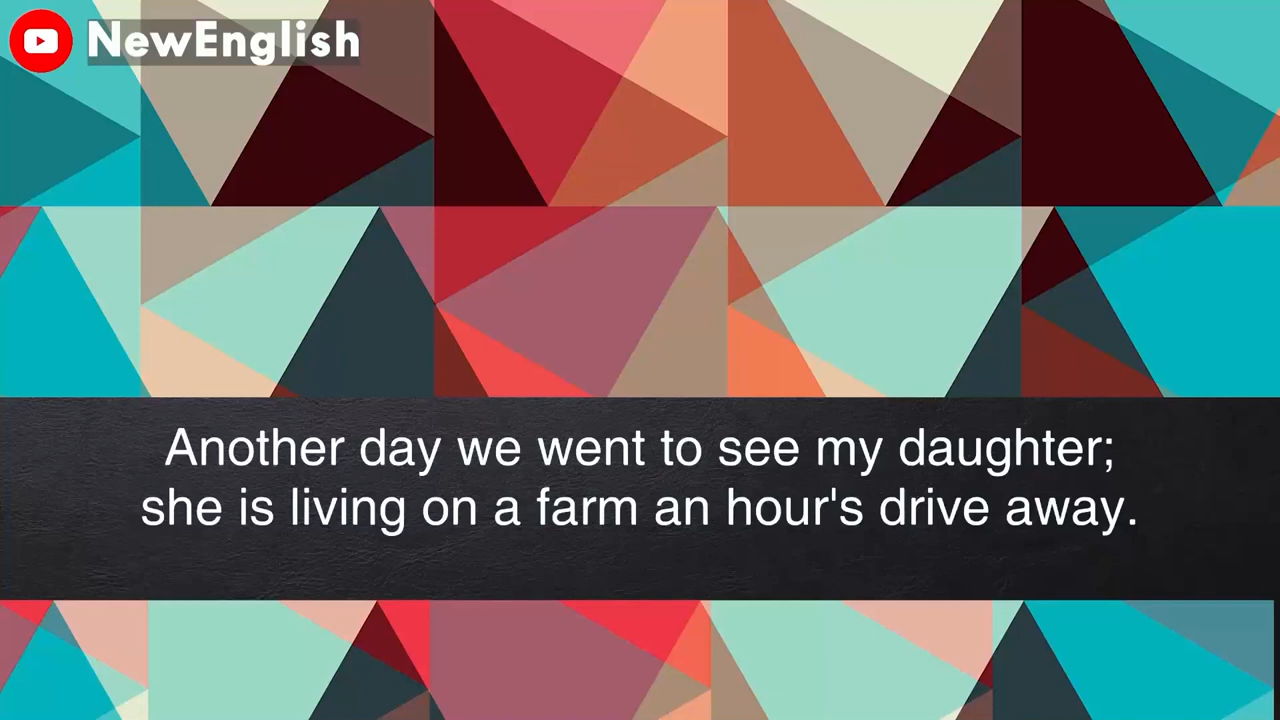 NewEnglish
Another day we went to see my daughter;
she is living on a farm an hour's drive away.